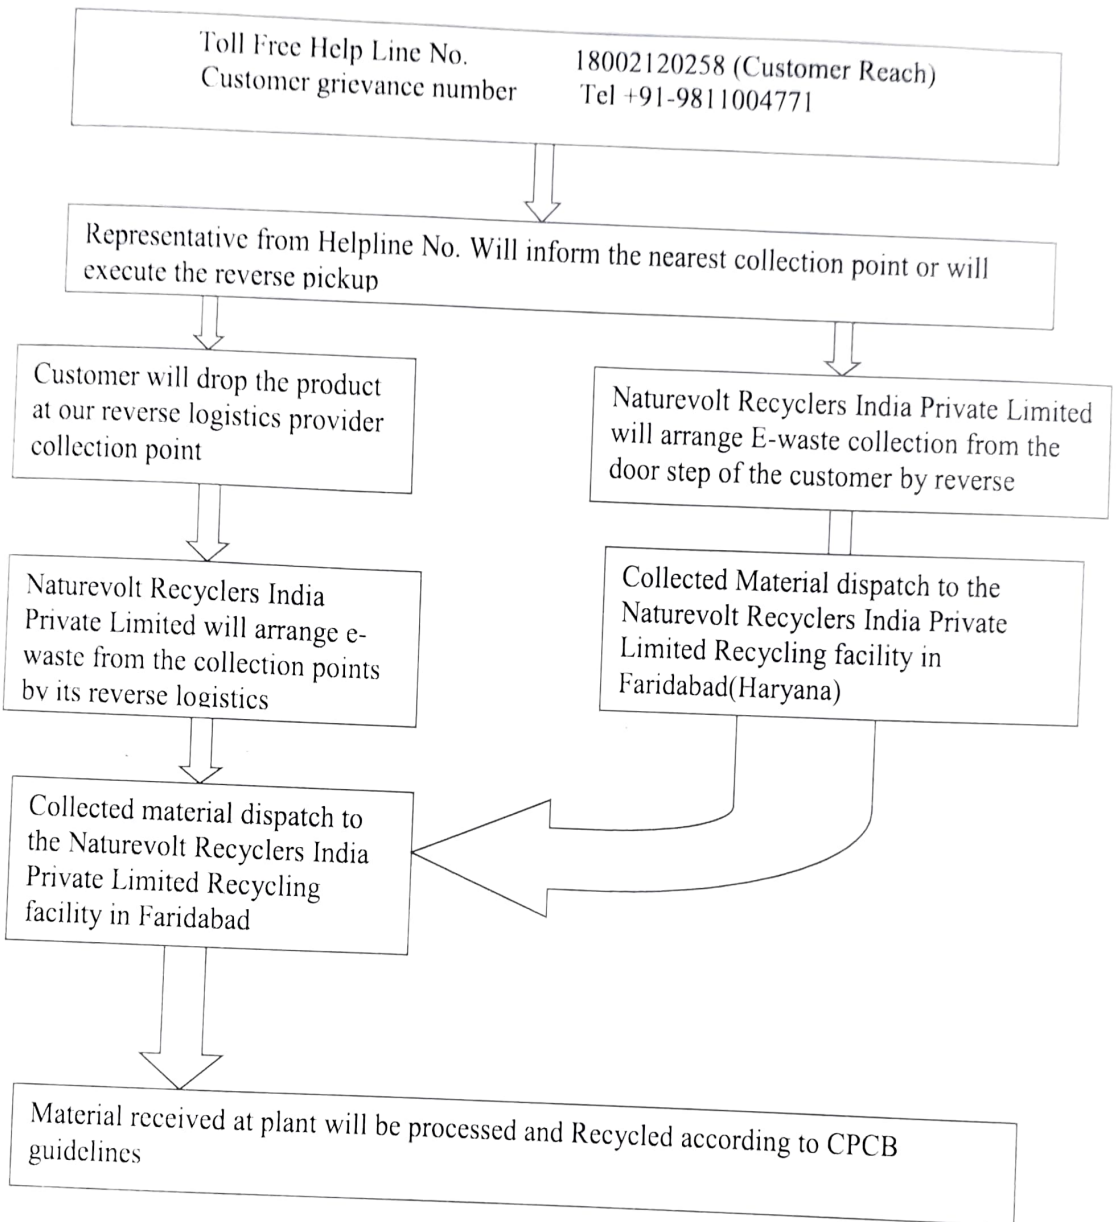 Toll Free Help Line No. 18002120258 (Customer Reach)
Customer grievance number Tel +91-9811004771
Representative from Helpline No. Will inform the nearest collection point or will
execute the reverse pickup
Customer will drop the product
at our reverse logistics provider
collection point
Naturevolt Recyclers India Private Limited
will arrange E-waste collection from the
door step of the customer by reverse
Naturevolt Recyclers India
Private Limited will arrange e-
waste from the collection points
by its reverse logistics
Collected Material dispatch to the
Naturevolt Recyclers India Private
Limited Recycling facility in
Faridabad(Haryana)
Collected material dispatch to
the Naturevolt Recyclers India
Private Limited Recycling
facility in Faridabad
Material received at plant will be processed and Recycled according to CPCB
guidelines